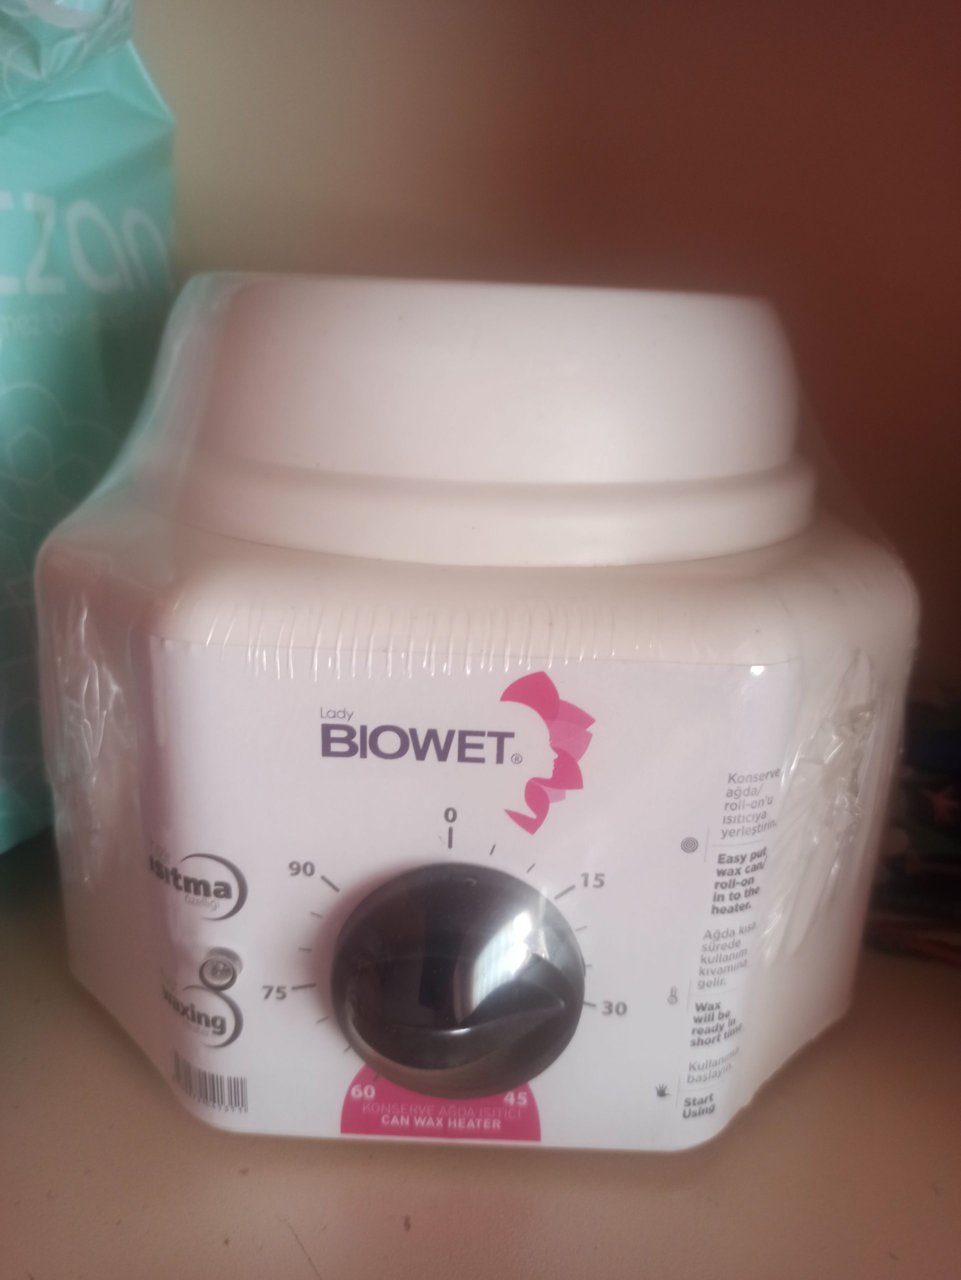 Lady
BIOWET®
0
15
30
45
60
75
90
ısıtma
özelliği
waxing
KONSERVE AĞDA ISITICI
CAN WAX HEATER
Konserve
ağda/
roll-on'u
ısıtıcıya
yerleştirin.
Easy put
wax can/
roll-on
in to the
heater.
Ağda kısa
sürede
kullanım
kıvamına
gelir.
Wax
will be
ready in
short time
Kullanıma
başlayın.
Start
Using